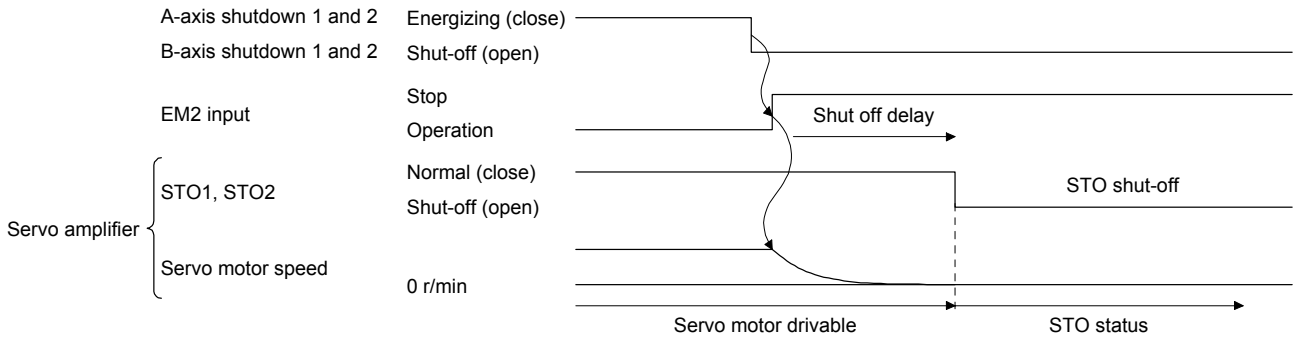 A-axis shutdown 1 and 2 Energizing (close)
B-axis shutdown 1 and 2 Shut-off (open)
Stop
EM2 input
Operation
Shut off delay
Normal (close)
STO1, STO2
STO shut-off
Shut-off (open)
Servo amplifier
Servo motor speed
0 r/min
Servo motor drivable
STO status